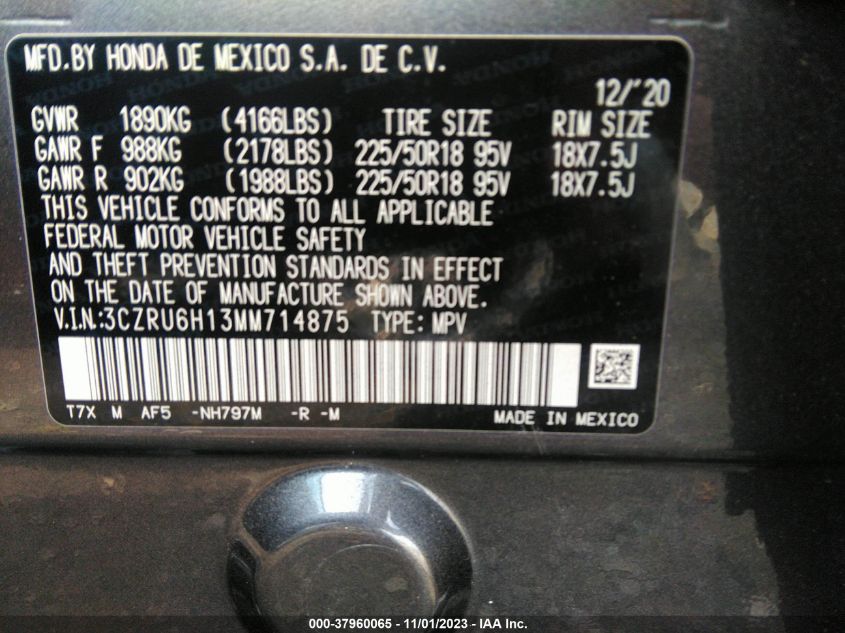 MFD.BY HONDA DE MEXICO S.A. DE C.V.
12/'20
GVWR 1890KG (4166LBS) TIRE SIZE RIM SIZE
GAWR F 988KG (2178LBS) 225/50R18 95V 18X7.5J
GAWR R 902KG (1988LBS) 225/50R18 95V 18X7.5J
THIS VEHICLE CONFORMS TO ALL APPLICABLE
FEDERAL MOTOR VEHICLE SAFETY
AND THEFT PREVENTION STANDARDS IN EFFECT
ON THE DATE OF MANUFACTURE SHOWN ABOVE.
V.I.N.:3CZRU6H13MM714875 TYPE: MPV
T7X M AF5 -NH797M -R -M MADE IN MEXICO
000-37960065 - 11/01/2023 - © IAA Inc.